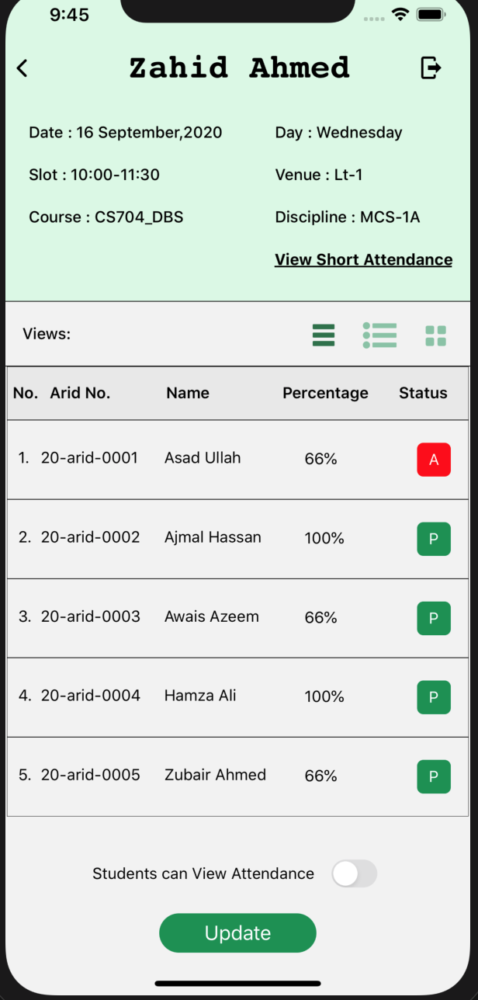 9:45
Zahid Ahmed
Date : 16 September,2020 Day : Wednesday
Slot : 10:00-11:30 Venue : Lt-1
Course : CS704_DBS Discipline : MCS-1A
View Short Attendance
Views:
No. Arid No. Name Percentage Status
1. 20-arid-0001 Asad Ullah 66% A
2. 20-arid-0002 Ajmal Hassan 100% P
3. 20-arid-0003 Awais Azeem 66% P
4. 20-arid-0004 Hamza Ali 100% P
5. 20-arid-0005 Zubair Ahmed 66% P
Students can View Attendance
Update